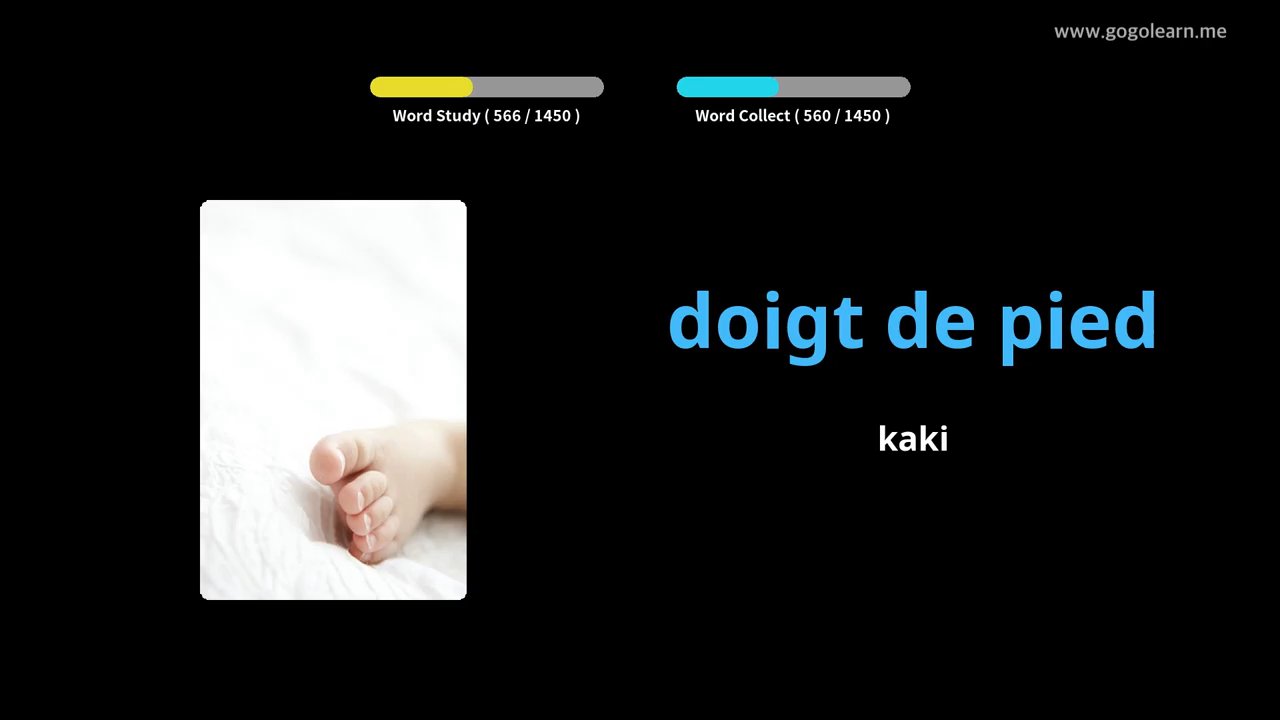 www.gogolearn.me
Word Study ( 566 / 1450 )
Word Collect ( 560 / 1450 )
doigt de pied
kaki